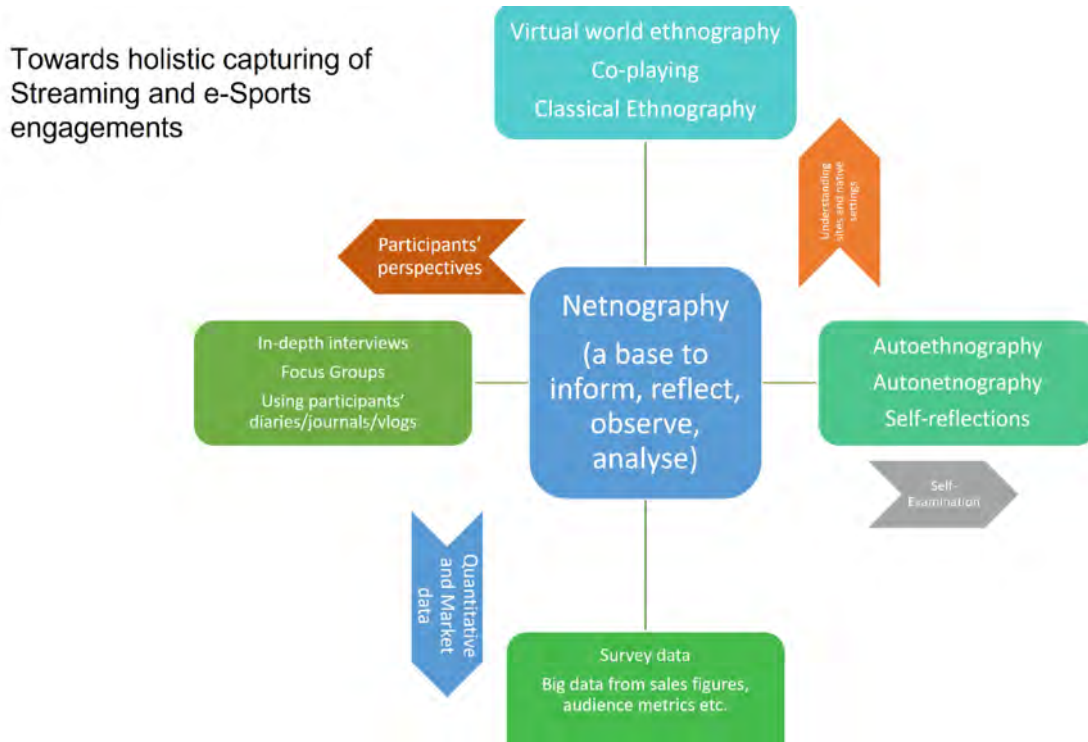 Towards holistic capturing of
Streaming and e-Sports
engagements
Virtual world ethnography
Co-playing
Classical Ethnography
Understanding
sites and native
settings
Participants'
perspectives
Netnography
(a base to
inform, reflect,
observe,
analyse)
In-depth interviews
Focus Groups
Using participants'
diaries/journals/vlogs
Autoethnography
Autonetnography
Self-reflections
Self-
Examination
Quantitative
and Market
data
Survey data
Big data from sales figures,
audience metrics etc.